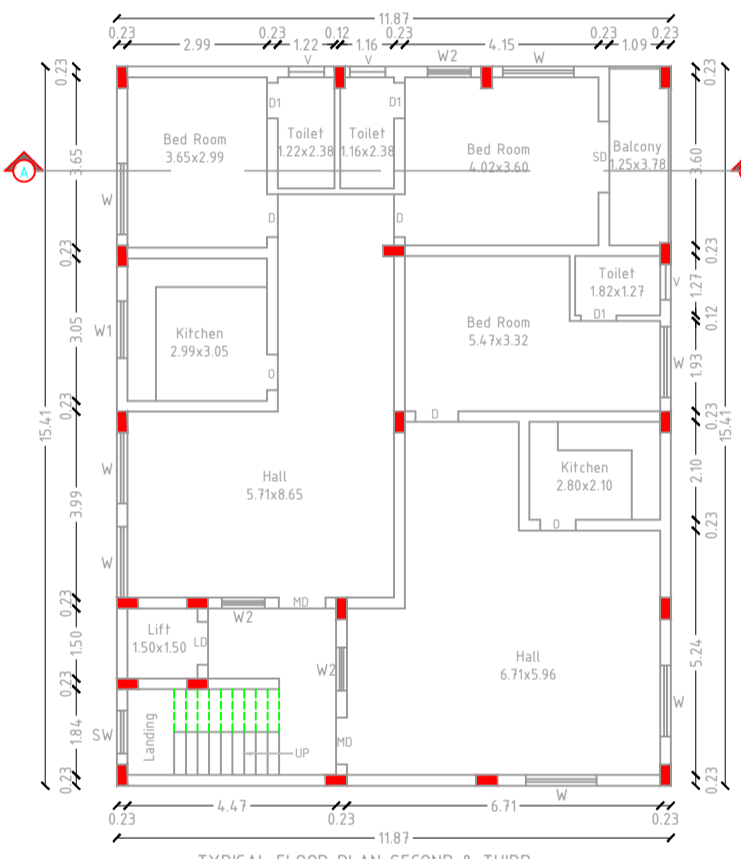 11.87
0.23 0.23 0.12 0.23 0.23 0.23
2.99 1.22 1.16 4.15 1.09
V V W2 W
0.23 0.23
D1 D1
Bed Room
3.65x2.99
Toilet
1.22x2.38
Toilet
1.16x2.38
Bed Room
4.02x3.60
SD
Balcony
1.25x3.78
3.65 3.60
A
W
D D
0.23 0.23
Toilet
1.82x1.27
V
1.27
D1
0.12
W1
3.05
Kitchen
2.99x3.05
O
Bed Room
5.47x3.32
W
1.93
0.23
D
0.23
15.41 15.41
W
3.99
Hall
5.71x8.65
Kitchen
2.80x2.10
2.10
O
0.23
W
0.23
MD
W2
Lift
1.50x1.50
LD
1.50
W2
Hall
6.71x5.96
5.24
0.23
W
SW
1.84
Landing
UP
MD
0.23 0.23
W
4.47 6.71
0.23 0.23 0.23
11.87
TYPICAL FLOOR PLAN SECOND & THIRD